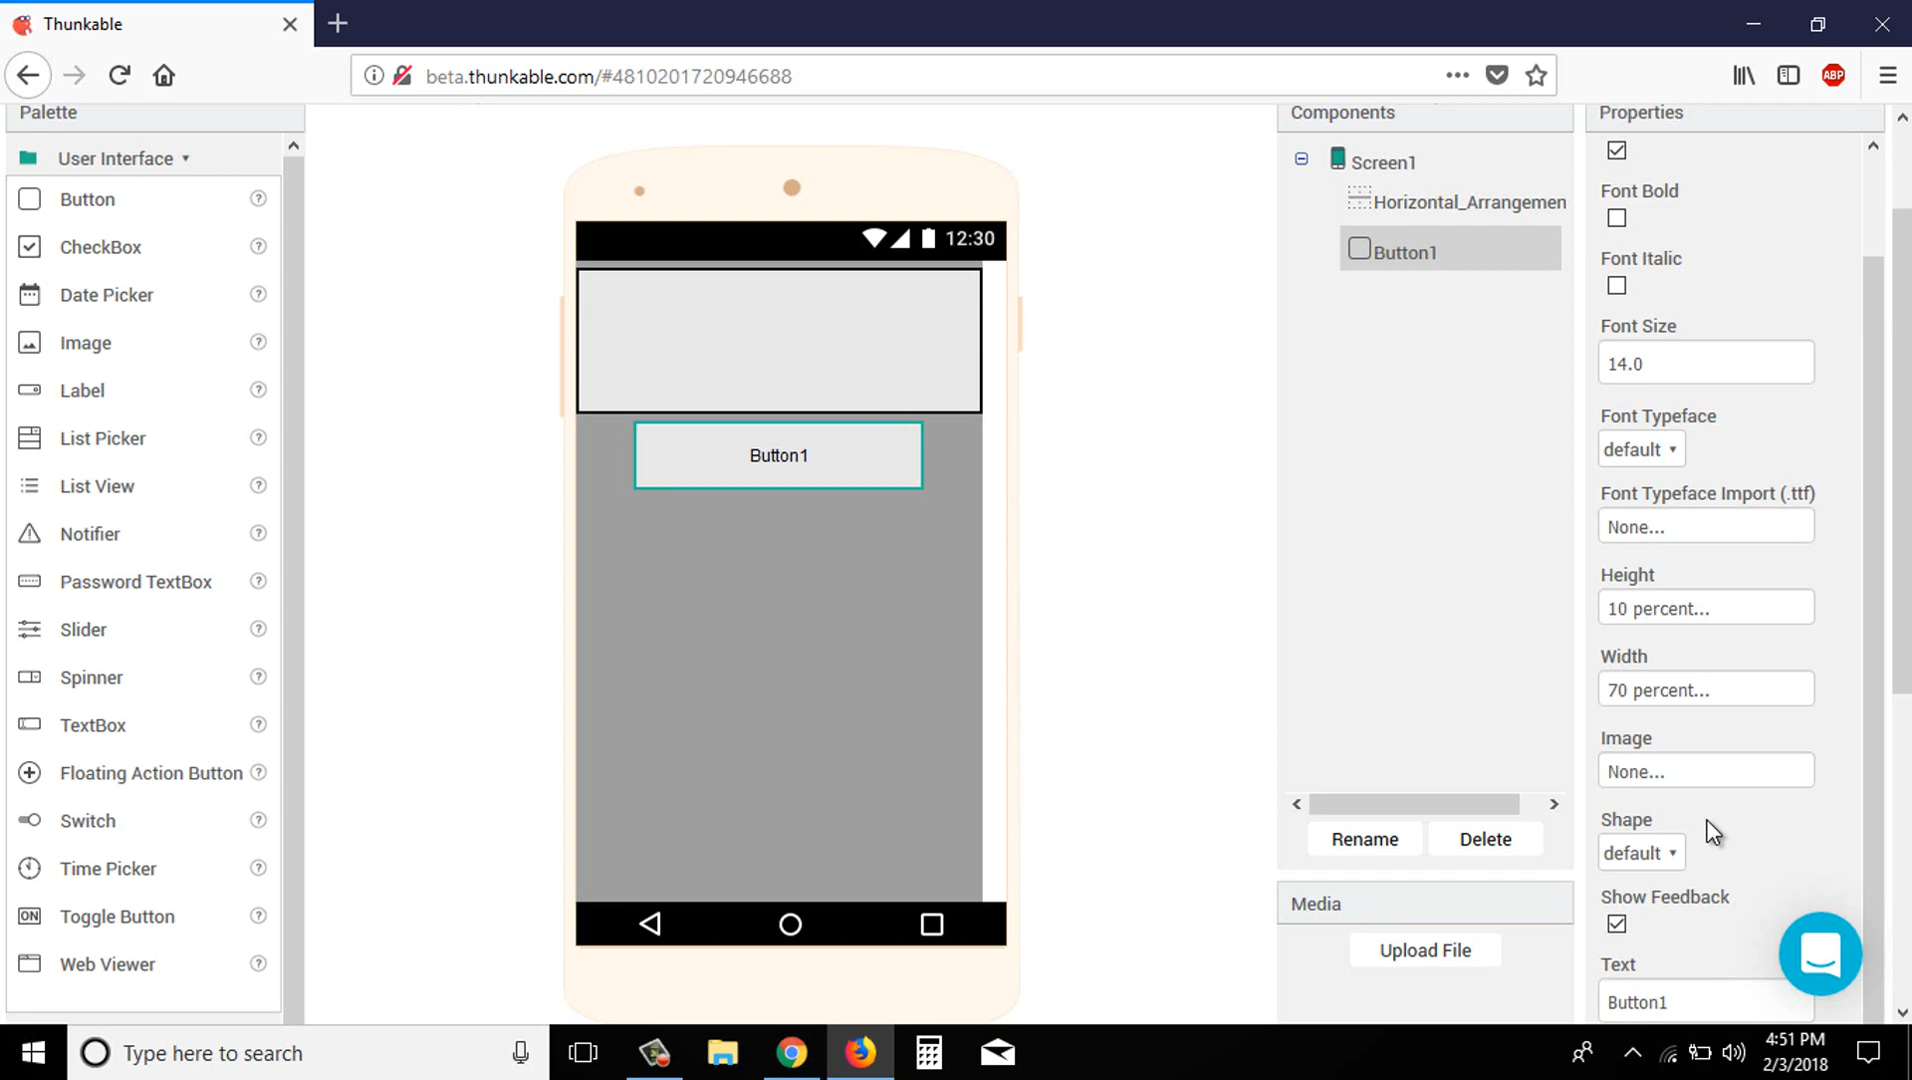 Thunkable
beta.thunkable.com/#4810201720946688
ABP
Palette
User Interface
Button
CheckBox
Date Picker
Image
Label
List Picker
List View
Notifier
Password TextBox
Slider
Spinner
TextBox
Floating Action Button
Switch
Time Picker
ON
Toggle Button
Web Viewer
12:30
Button1
Components
Screen1
Horizontal_Arrangemen
Button1
Rename
Delete
Media
Upload File
Properties
Font Bold
Font Italic
Font Size
14.0
Font Typeface
default
Font Typeface Import (.ttf)
None...
Height
10 percent...
Width
70 percent...
Image
None...
Shape
default
Show Feedback
Text
Button1
Type here to search
4:51 PM
2/3/2018